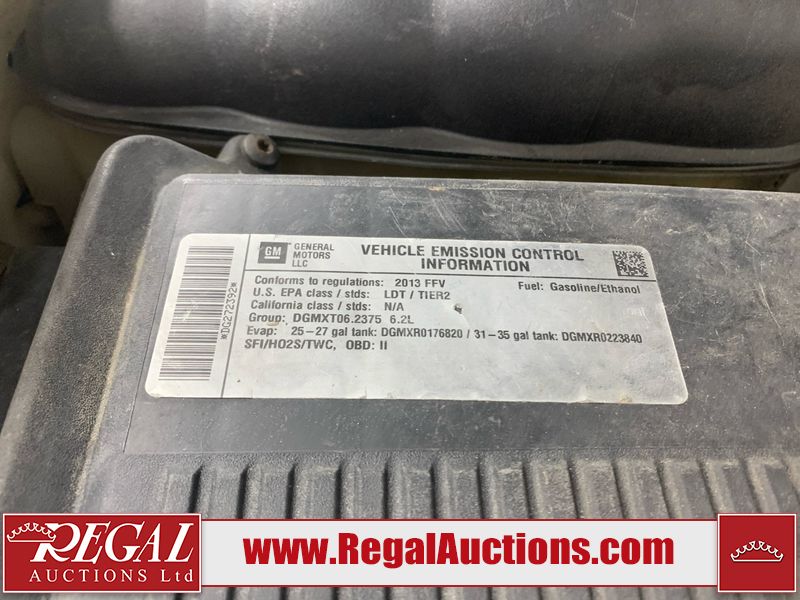 GM GENERAL MOTORS LLC
VEHICLE EMISSION CONTROL
INFORMATION
Conforms to regulations: 2013 FFV Fuel: Gasoline/Ethanol
U.S. EPA class / stds: LDT / TIER2
California class / stds: N/A
Group: DGMXT06.2375 6.2L
Evap: 25-27 gal tank: DGMXR0176820 / 31-35 gal tank: DGMXR0223840
SFI/HO2S/TWC, OBD: II
*DG272392*
REGAL
AUCTIONS Ltd
www.RegalAuctions.com